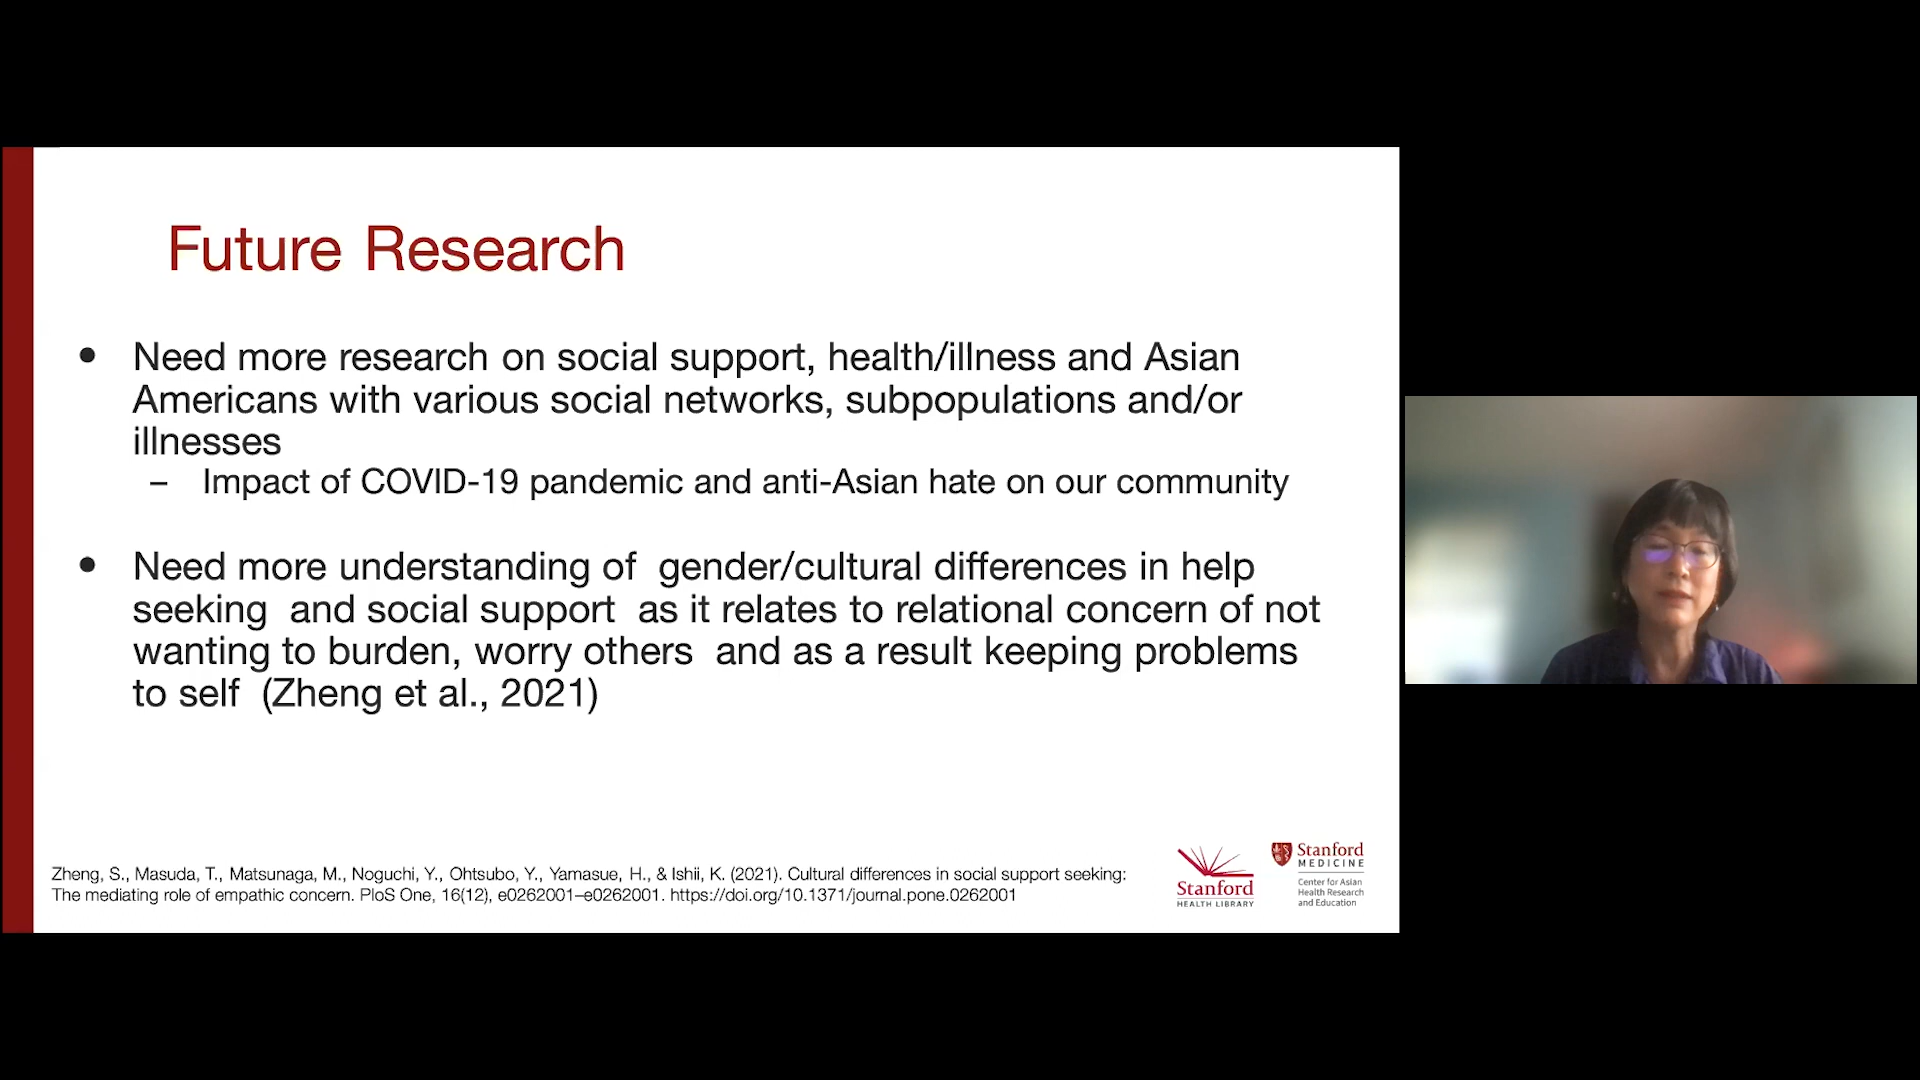 Future Research
• Need more research on social support, health/illness and Asian
Americans with various social networks, subpopulations and/or
illnesses
– Impact of COVID-19 pandemic and anti-Asian hate on our community
• Need more understanding of  gender/cultural differences in help
seeking  and social support  as it relates to relational concern of not
wanting to burden, worry others  and as a result keeping problems
to self  (Zheng et al., 2021)
Zheng, S., Masuda, T., Matsunaga, M., Noguchi, Y., Ohtsubo, Y., Yamasue, H., & Ishii, K. (2021). Cultural differences in social support seeking:
The mediating role of empathic concern. PloS One, 16(12), e0262001–e0262001. https://doi.org/10.1371/journal.pone.0262001
Stanford
HEALTH LIBRARY
Stanford
MEDICINE
Center for Asian
Health Research
and Education